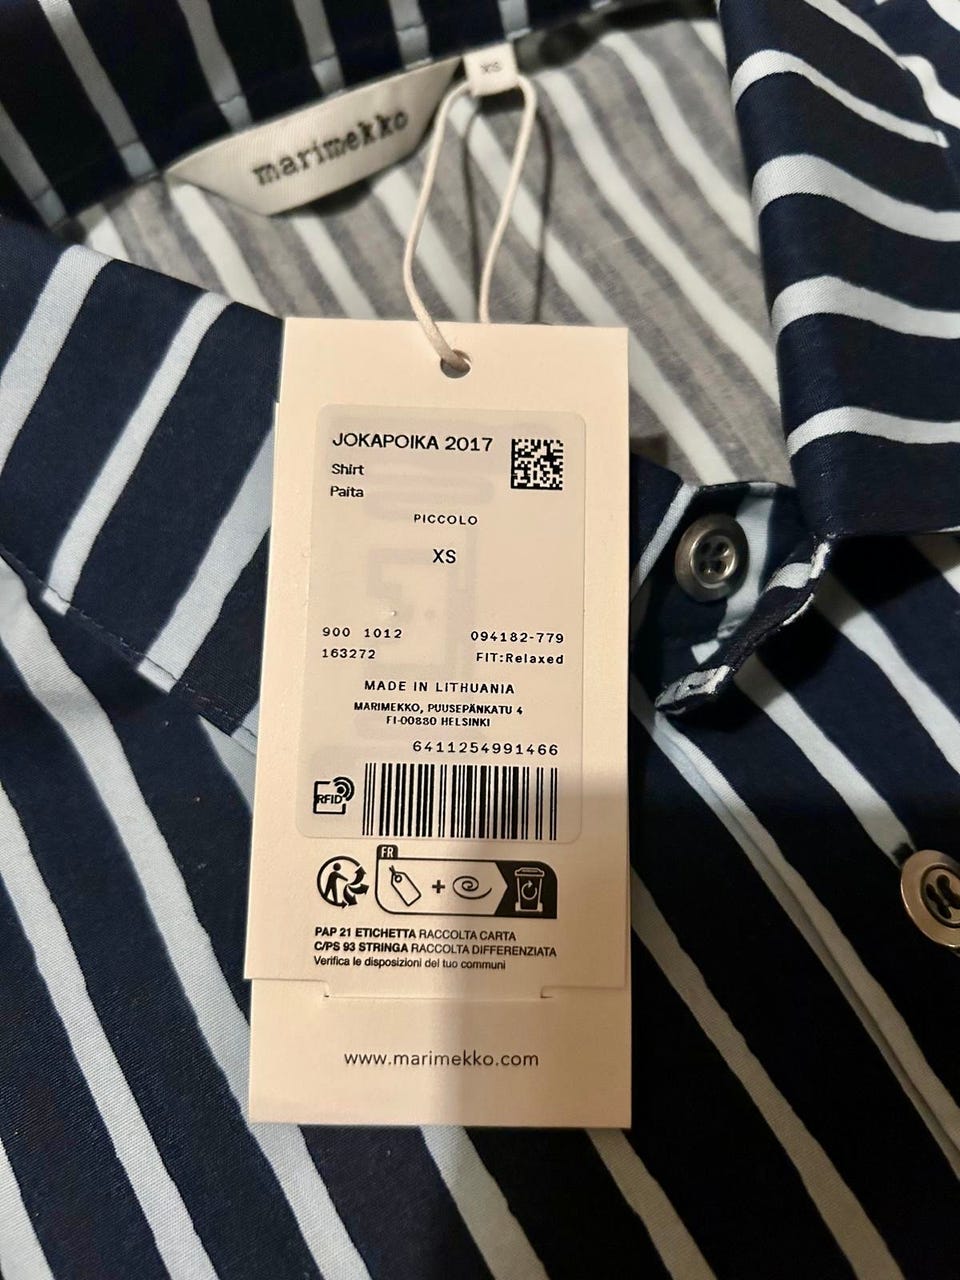 XS
marimekko
JOKAPOIKA 2017
Shirt
Paita
PICCOLO
XS
900 1012 094182-779
163272 FIT:Relaxed
MADE IN LITHUANIA
MARIMEKKO, PUUSEPÄNKATU 4
FI-00880 HELSINKI
6411254991466
RFID
FR
PAP 21 ETICHETTA RACCOLTA CARTA
C/PS 93 STRINGA RACCOLTA DIFFERENZIATA
Verifica le disposizioni del tuo communi
www.marimekko.com